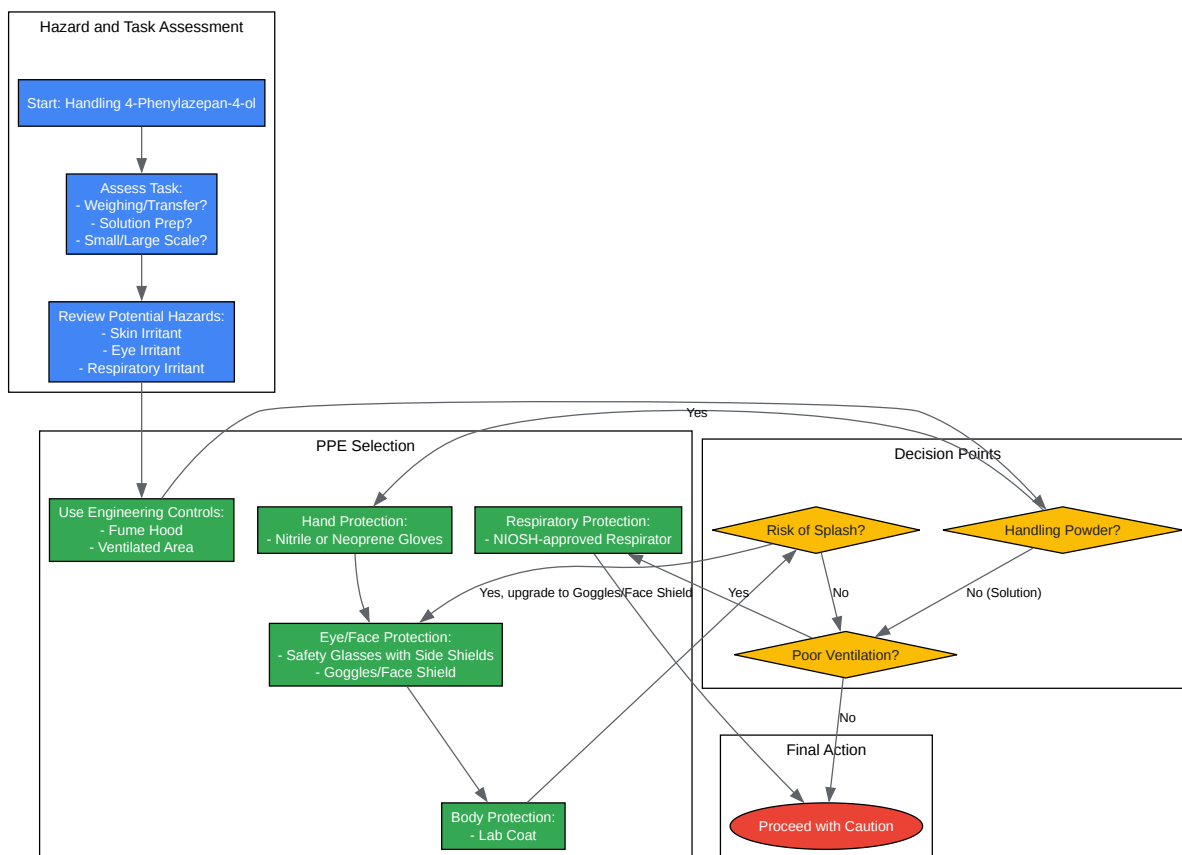 Hazard and Task Assessment
Start: Handling 4-Phenylazepan-4-ol
Assess Task:
- Weighing/Transfer?
- Solution Prep?
- Small/Large Scale?
Review Potential Hazards:
- Skin Irritant
- Eye Irritant
- Respiratory Irritant
Yes
PPE Selection
Use Engineering Controls:
- Fume Hood
- Ventilated Area
Hand Protection:
- Nitrile or Neoprene Gloves
Respiratory Protection:
- NIOSH-approved Respirator
Decision Points
Risk of Splash?
Handling Powder?
Yes, upgrade to Goggles/Face Shield
Yes
No
No (Solution)
Eye/Face Protection:
- Safety Glasses with Side Shields
- Goggles/Face Shield
Poor Ventilation?
No
Body Protection:
- Lab Coat
Final Action
Proceed with Caution